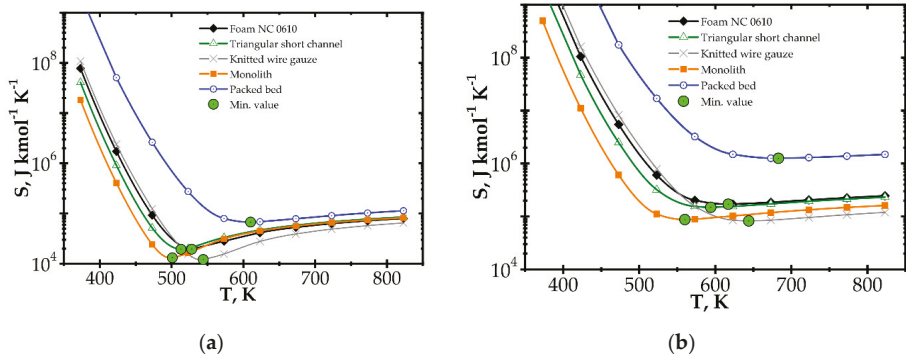 (a)
Foam NC 0610
Triangular short channel
Knitted wire gauze
Monolith
Packed bed
Min. value
S, J kmol⁻¹ K⁻¹
10⁸
10⁶
10⁴
400 500 600 700 800
T, K
(a)
(b)
Foam NC 0610
Triangular short channel
Knitted wire gauze
Monolith
Packed bed
Min. value
S, J kmol⁻¹ K⁻¹
10⁸
10⁶
10⁴
400 500 600 700 800
T, K
(b)